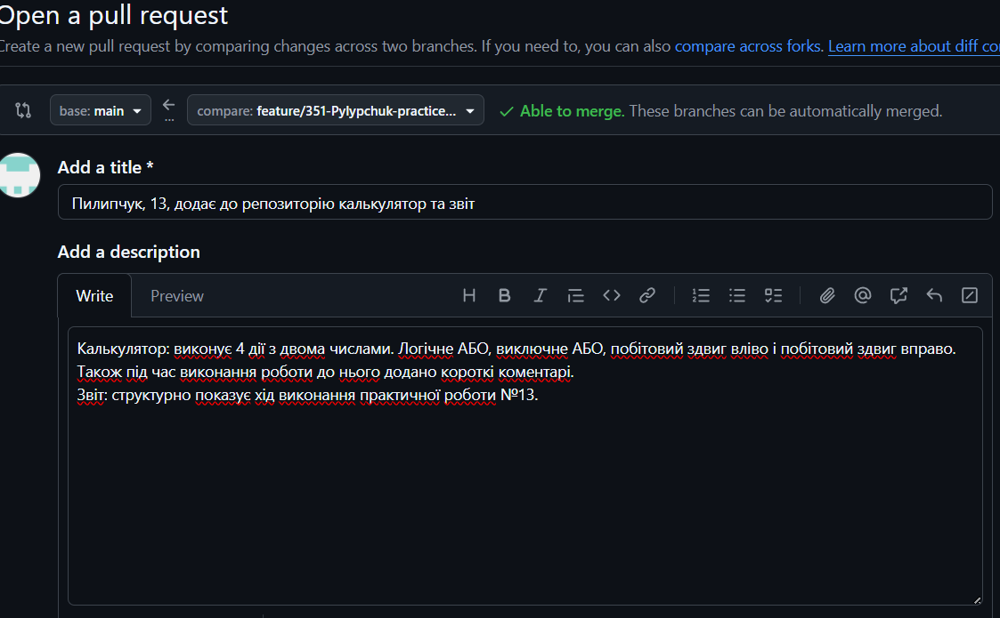 Open a pull request
Create a new pull request by comparing changes across two branches. If you need to, you can also compare across forks. Learn more about diff
base: main
compare: feature/351-Pylypchuk-practice...
Able to merge. These branches can be automatically merged.
Add a title *
Пилипчук, 13, додає до репозиторію калькулятор та звіт
Add a description
Write
Preview
Калькулятор: виконує 4 дії з двома числами. Логічне АБО, виключне АБО, побітовий здвиг вліво і побітовий здвиг вправо.
Також під час виконання роботи до нього додано короткі коментарі.
Звіт: структурно показує хід виконання практичної роботи №13.